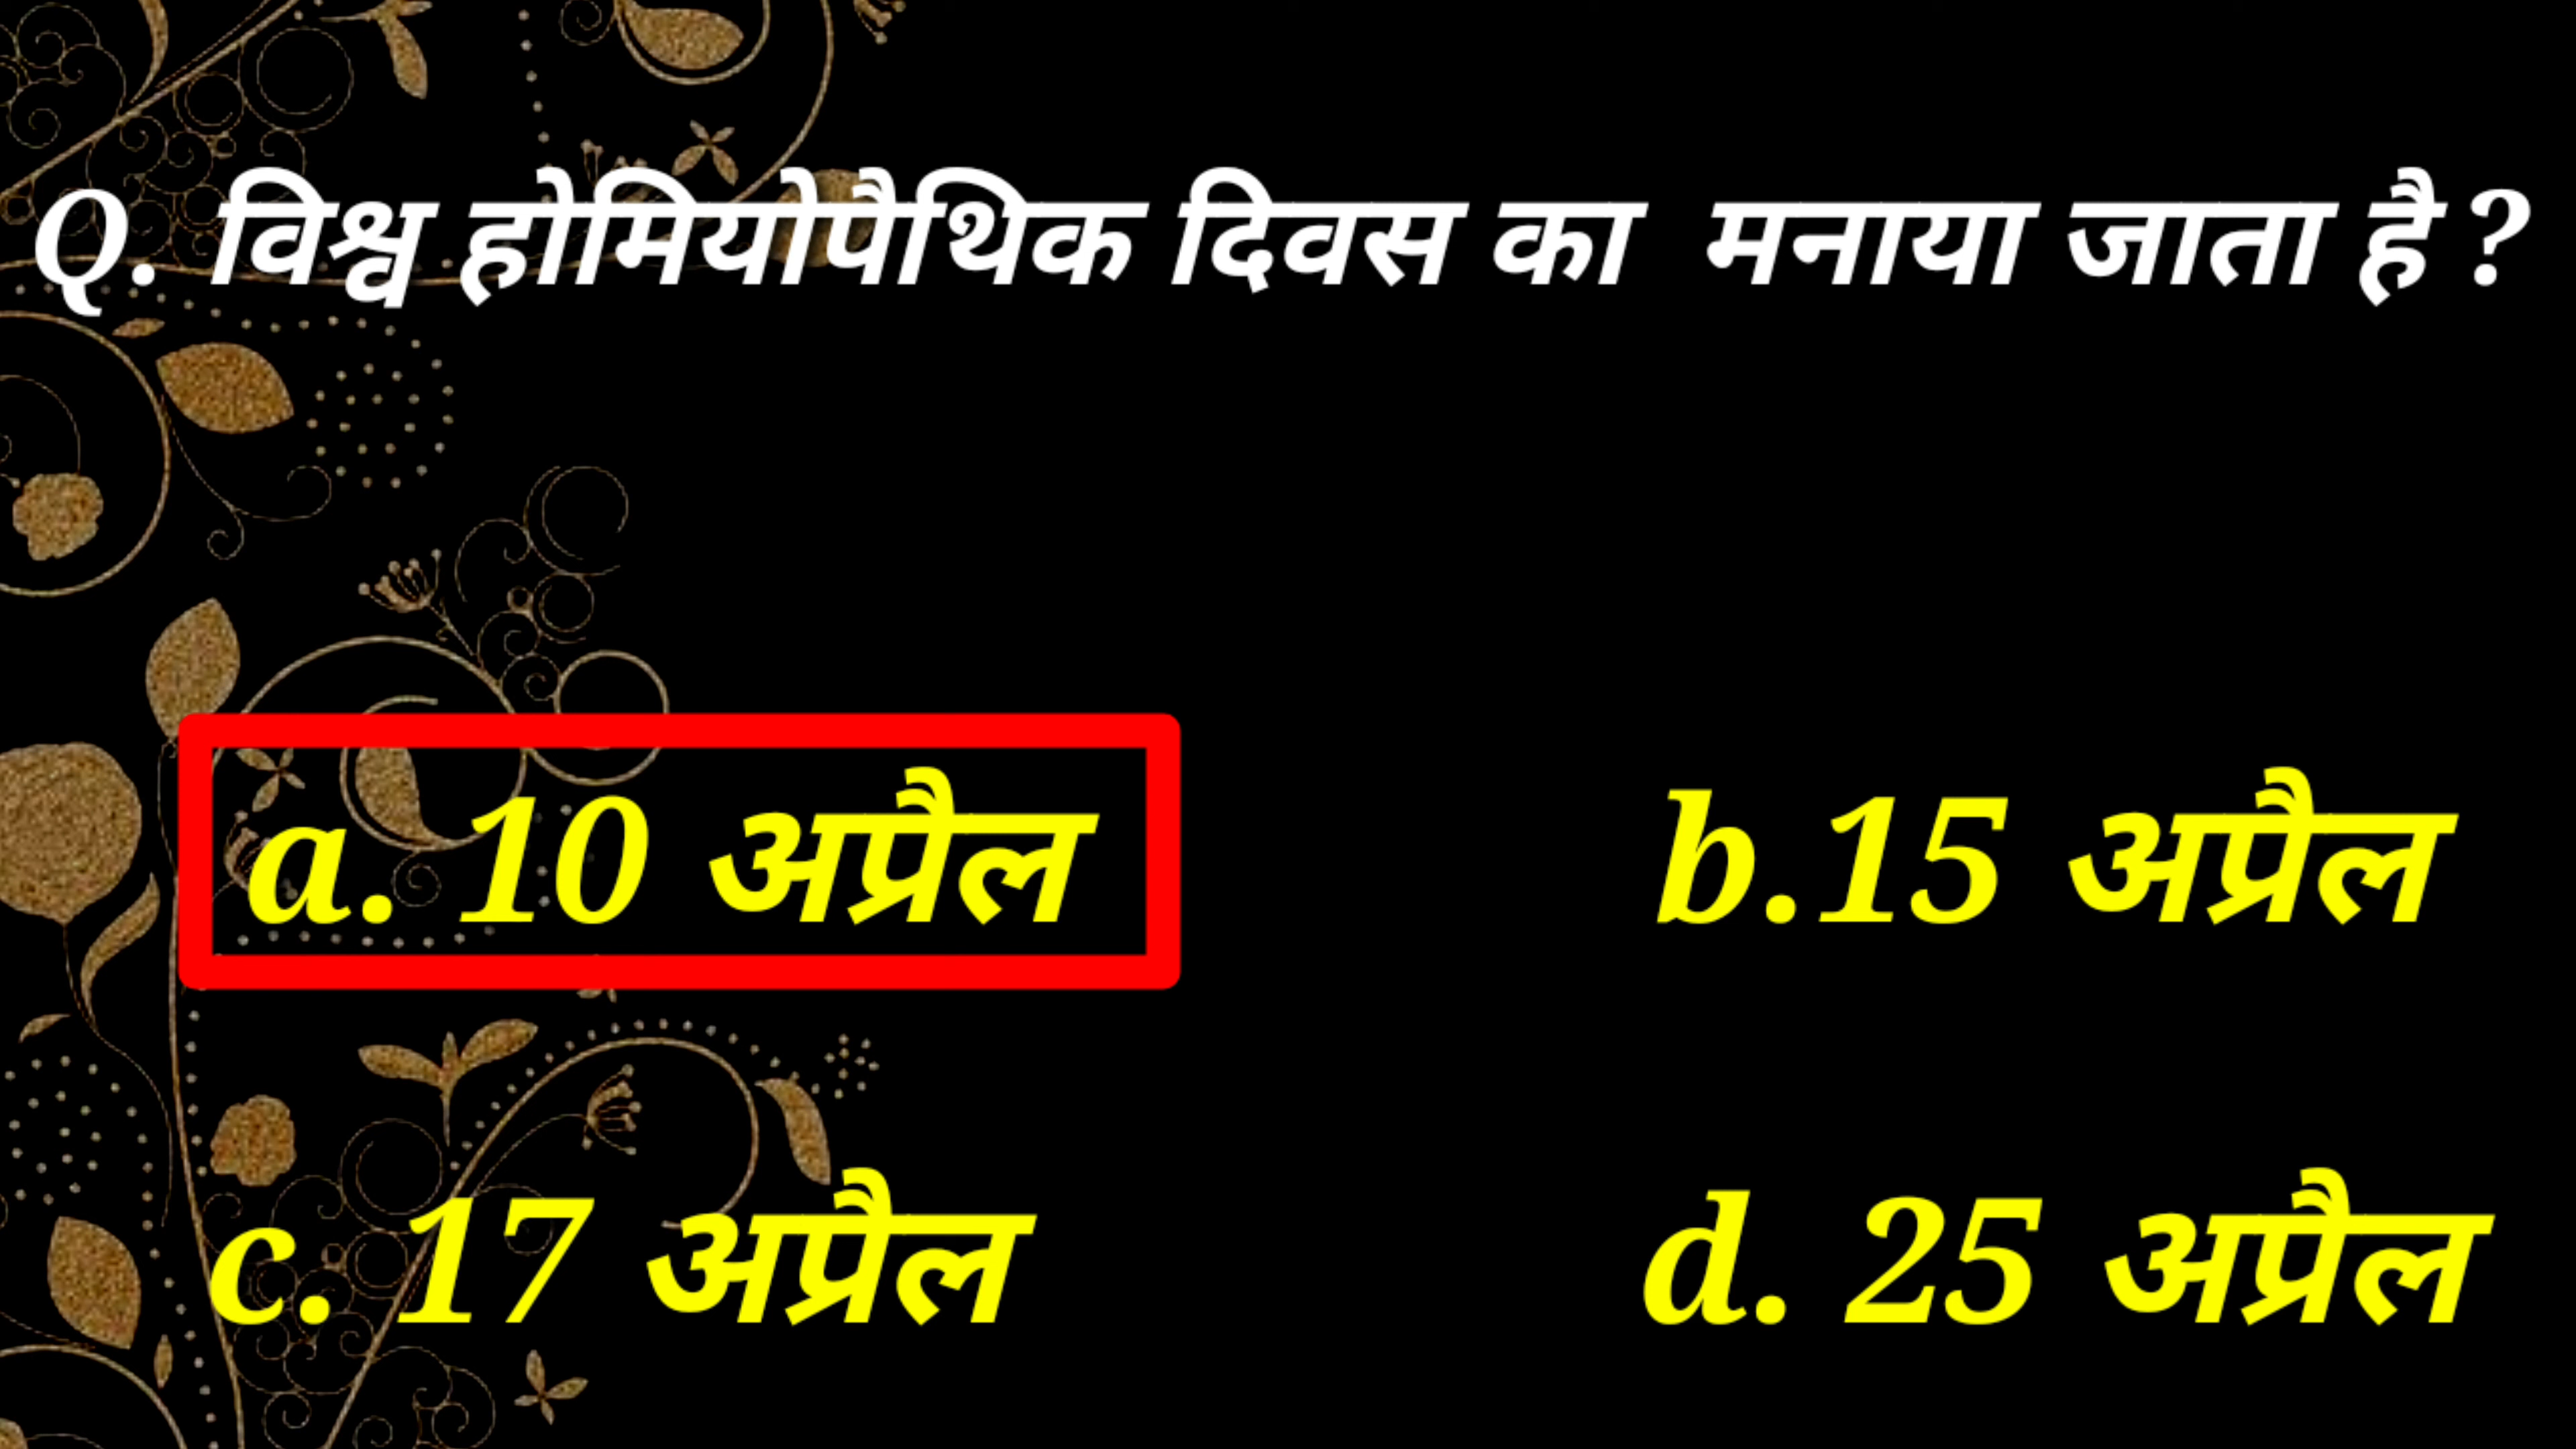 Q. विश्व होमियोपैथिक दिवस का मनाया जाता है ?
a. 10 अप्रैल
b.15 अप्रैल
c. 17 अप्रैल
d. 25 अप्रैल